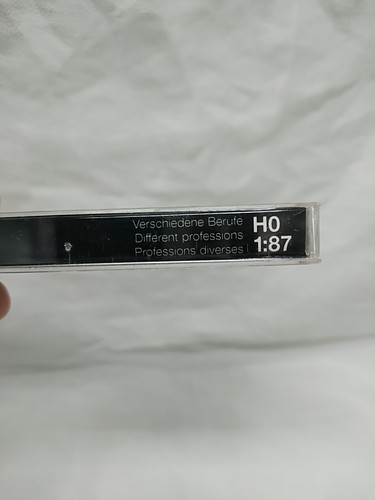 Verschiedene Berufe
Different professions
Professions diverses
H0
1:87